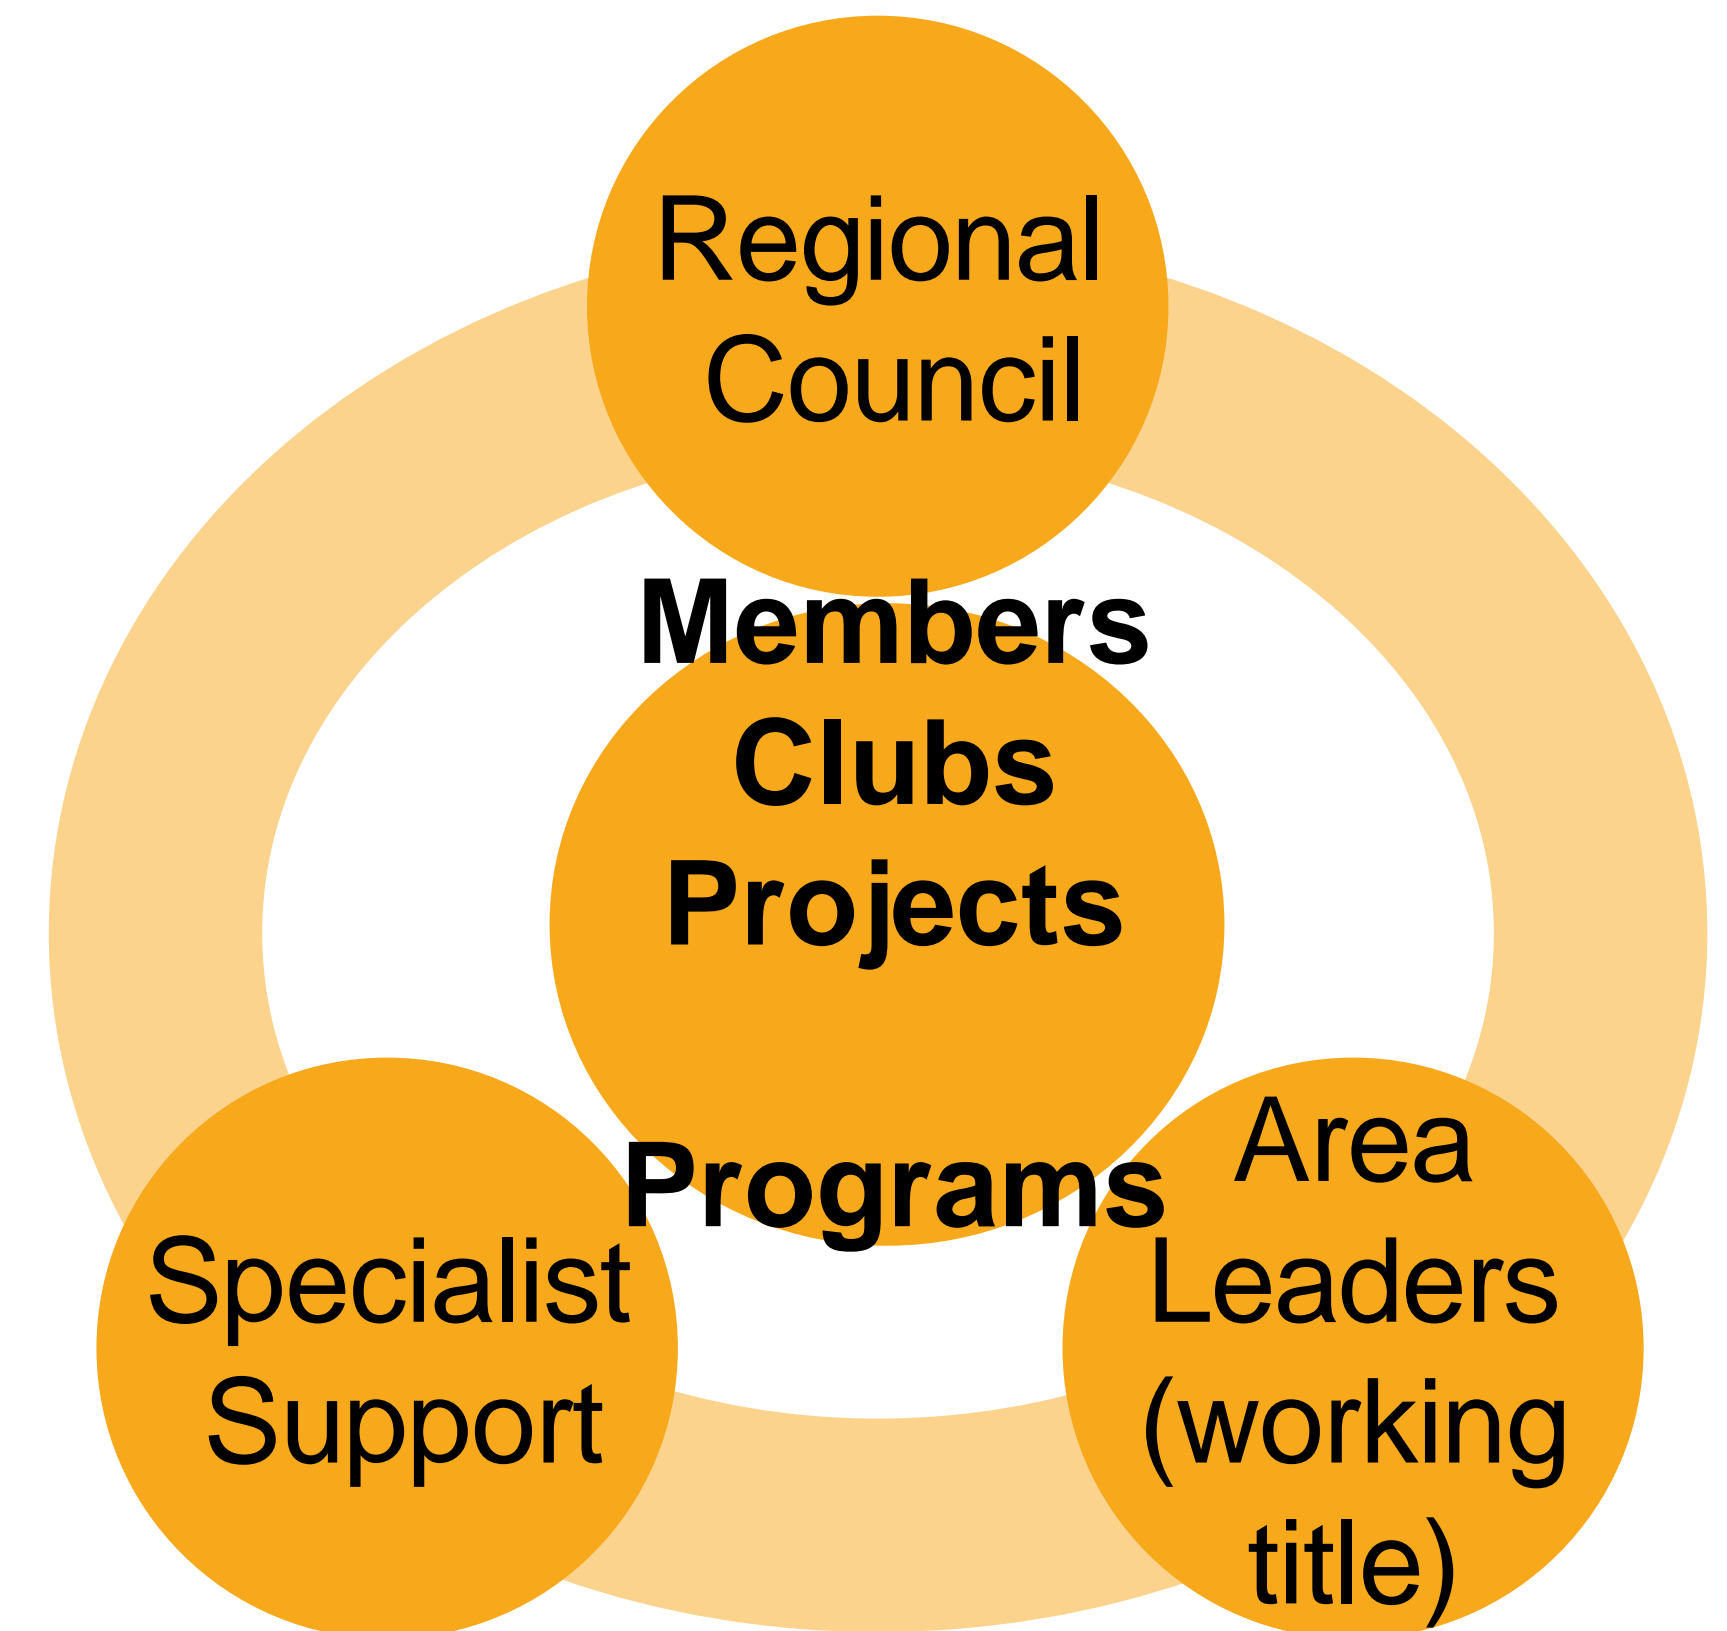 Regional
Council
Members
Clubs
Projects
Programs
Specialist
Support
Area
Leaders
(working
title)